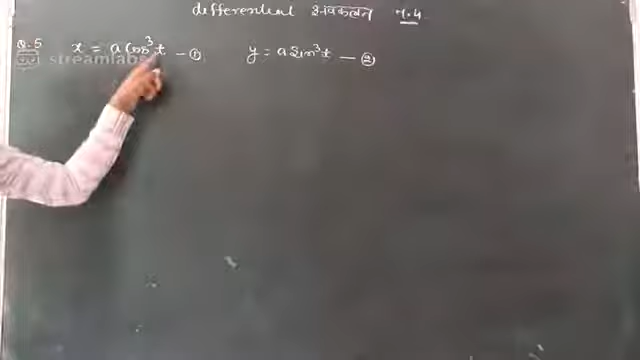 differential अवकलन 7.4
Q.5 x = a cos³t —① y = a sin³t —②
streamlabs